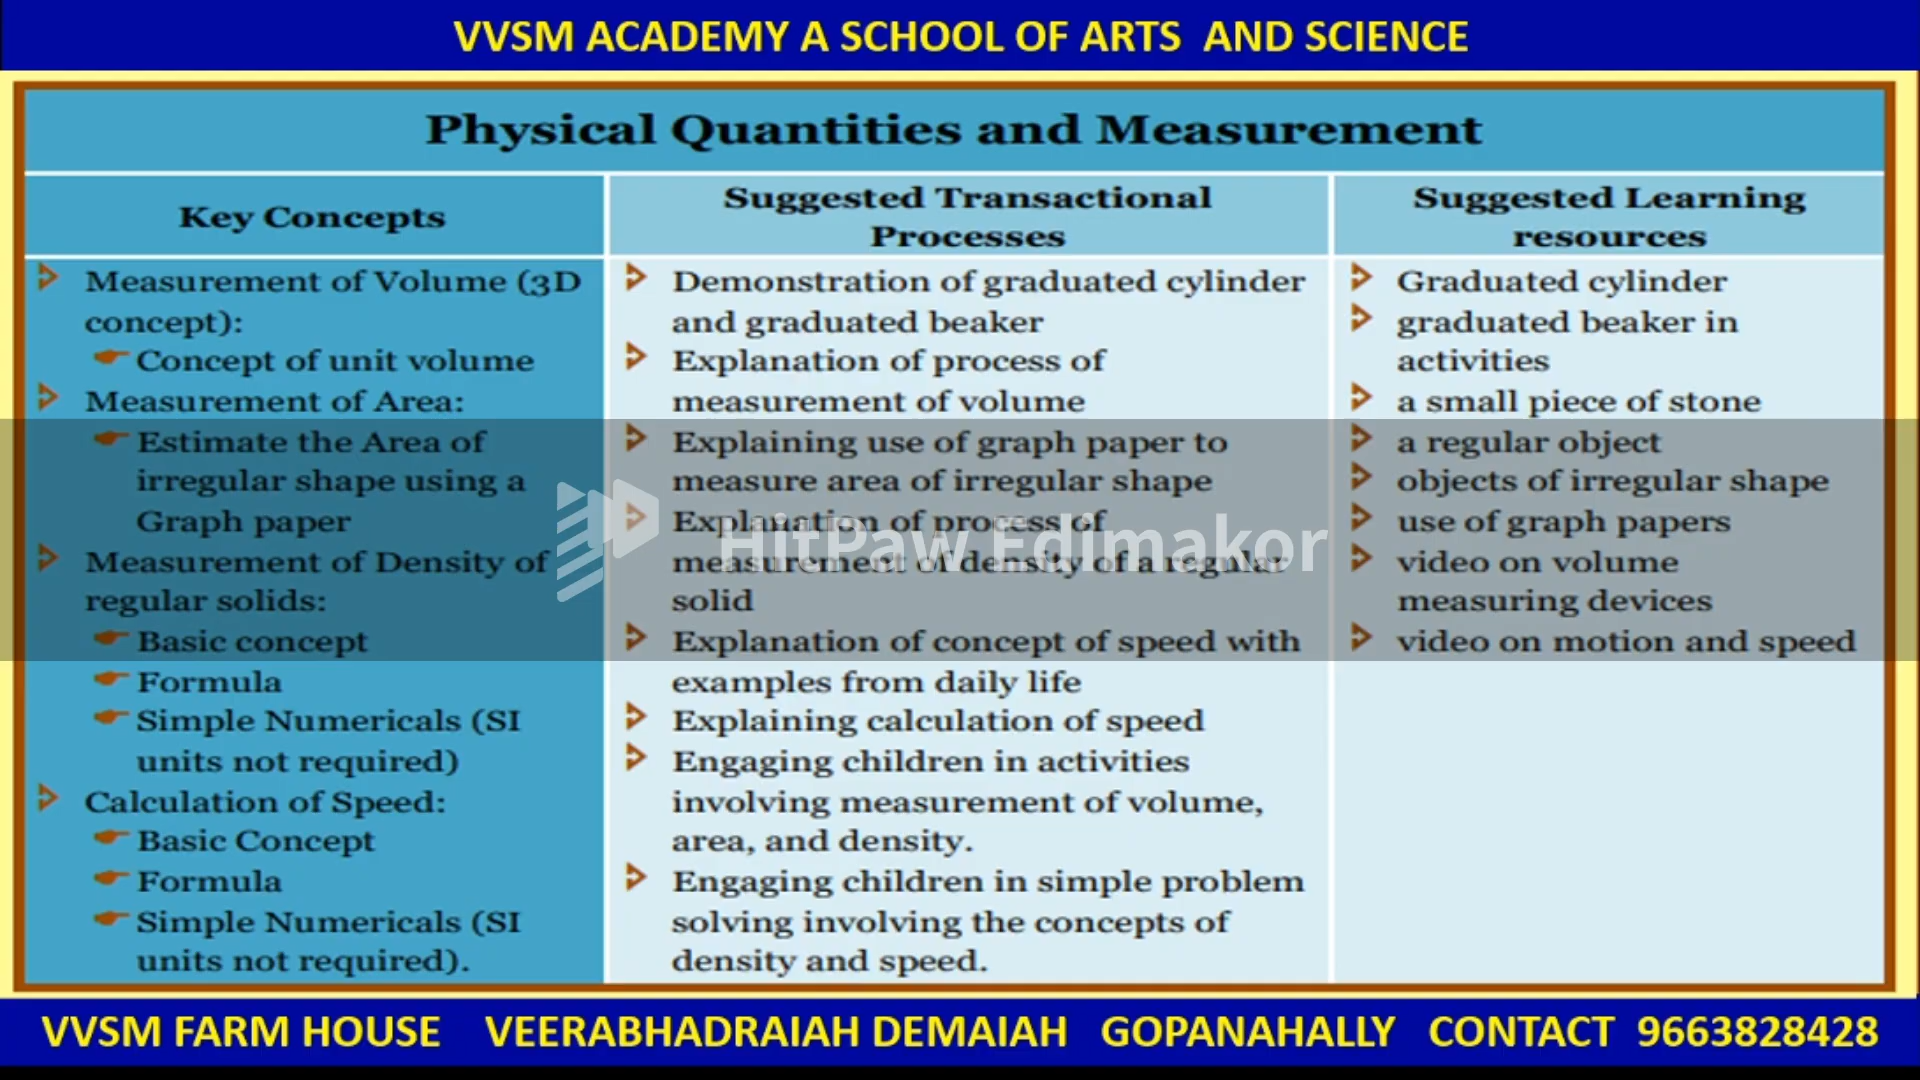 VVSM ACADEMY A SCHOOL OF ARTS AND SCIENCE
Physical Quantities and Measurement
Key Concepts
Measurement of Volume (3D
concept):
Concept of unit volume
Measurement of Area:
Estimate the Area of
irregular shape using a
Graph paper
Measurement of Density of
regular solids:
Basic concept
Formula
Simple Numericals (SI
units not required)
Calculation of Speed:
Basic Concept
Formula
Simple Numericals (SI
units not required).
Suggested Transactional
Processes
Demonstration of graduated cylinder
and graduated beaker
Explanation of process of
measurement of volume
Explaining use of graph paper to
measure area of irregular shape
Explanation of process of
measurement of density of a regular
solid
Explanation of concept of speed with
examples from daily life
Explaining calculation of speed
Engaging children in activities
involving measurement of volume,
area, and density.
Engaging children in simple problem
solving involving the concepts of
density and speed.
Suggested Learning
resources
Graduated cylinder
graduated beaker in
activities
a small piece of stone
a regular object
objects of irregular shape
use of graph papers
video on volume
measuring devices
video on motion and speed
HitPaw Edimakor
VVSM FARM HOUSE VEERABHADRAIAH DEMAIAH GOPANAHALLY CONTACT 9663828428